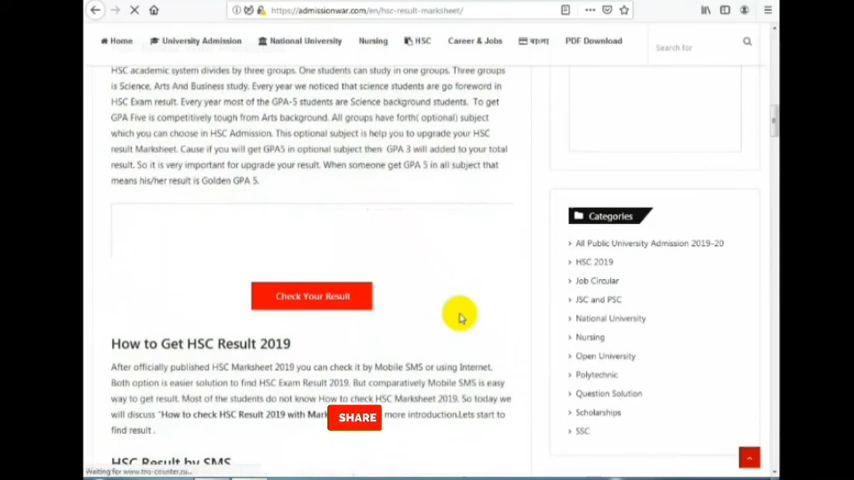 https://admissionwar.com/en/hsc-result-marksheet/
Home University Admission National University Nursing HSC Career & Jobs বাংলা PDF Download Search for
HSC academic system divides by three groups. One students can study in one groups. Three groups
is Science, Arts And Business study. Every year we noticed that science students are go foreword in
HSC Exam result. Every year most of the GPA-5 students are Science background students. To get
GPA Five is competitively tough from Arts background. All groups have forth( optional) subject
which you can choose in HSC Admission. This optional subject is help you to upgrade your HSC
result Marksheet. Cause if you will get GPA5 in optional subject then GPA 3 will added to your total
result. So it is very important for upgrade your result. When someone get GPA 5 in all subject that
means his/her result is Golden GPA 5.
Check Your Result
How to Get HSC Result 2019
After officially published HSC Marksheet 2019 you can check it by Mobile SMS or using Internet.
Both option is easier solution to find HSC Exam Result 2019. But comparatively Mobile SMS is easy
way to get result. Most of the students do not know How to check HSC Marksheet 2019. So today we
will discuss "How to check HSC Result 2019 with Mark SHARE more introduction.Lets start to
find result .
HSC Result by SMS
Categories
All Public University Admission 2019-20
HSC 2019
Job Circular
JSC and PSC
National University
Nursing
Open University
Polytechnic
Question Solution
Scholarships
SSC